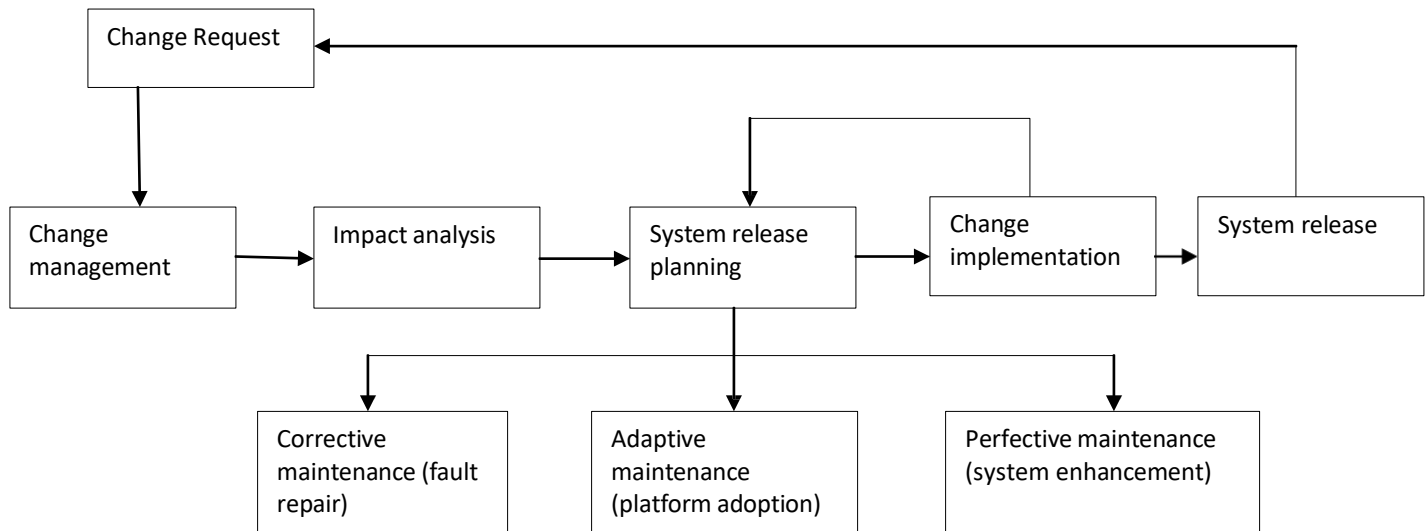 Change Request
Change
management
Impact analysis
System release
planning
Change
implementation
System release
Corrective
maintenance (fault
repair)
Adaptive
maintenance
(platform adoption)
Perfective maintenance
(system enhancement)